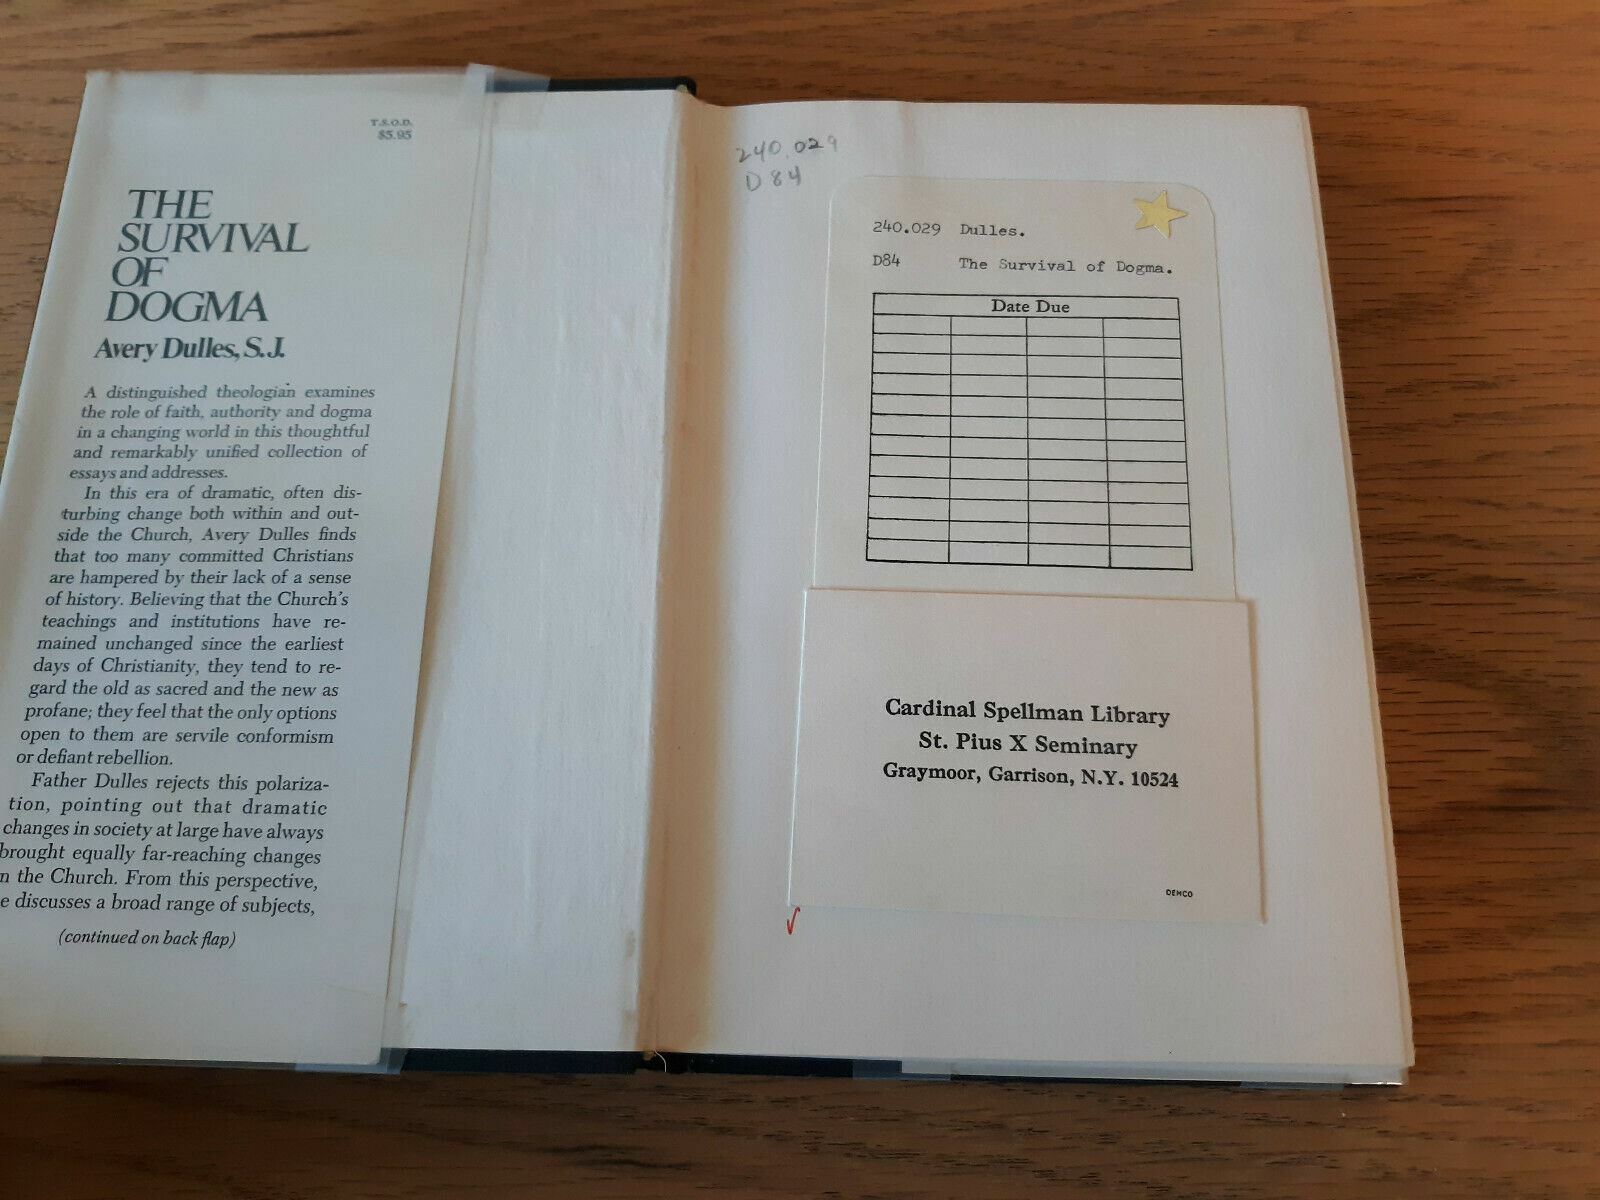 T.S.O.D.
$5.95
THE
SURVIVAL
OF
DOGMA
Avery Dulles, S.J.
A distinguished theologian examines
the role of faith, authority and dogma
in a changing world in this thoughtful
and remarkably unified collection of
essays and addresses.
In this era of dramatic, often dis-
turbing change both within and out-
side the Church, Avery Dulles finds
that too many committed Christians
are hampered by their lack of a sense
of history. Believing that the Church's
teachings and institutions have re-
mained unchanged since the earliest
days of Christianity, they tend to re-
gard the old as sacred and the new as
profane; they feel that the only options
open to them are servile conformism
or defiant rebellion.
Father Dulles rejects this polariza-
tion, pointing out that dramatic
changes in society at large have always
brought equally far-reaching changes
n the Church. From this perspective,
e discusses a broad range of subjects,
(continued on back flap)
240.029
D84
240.029 Dulles.
D84 The Survival of Dogma.
Date Due
Cardinal Spellman Library
St. Pius X Seminary
Graymoor, Garrison, N.Y. 10524
DEMCO